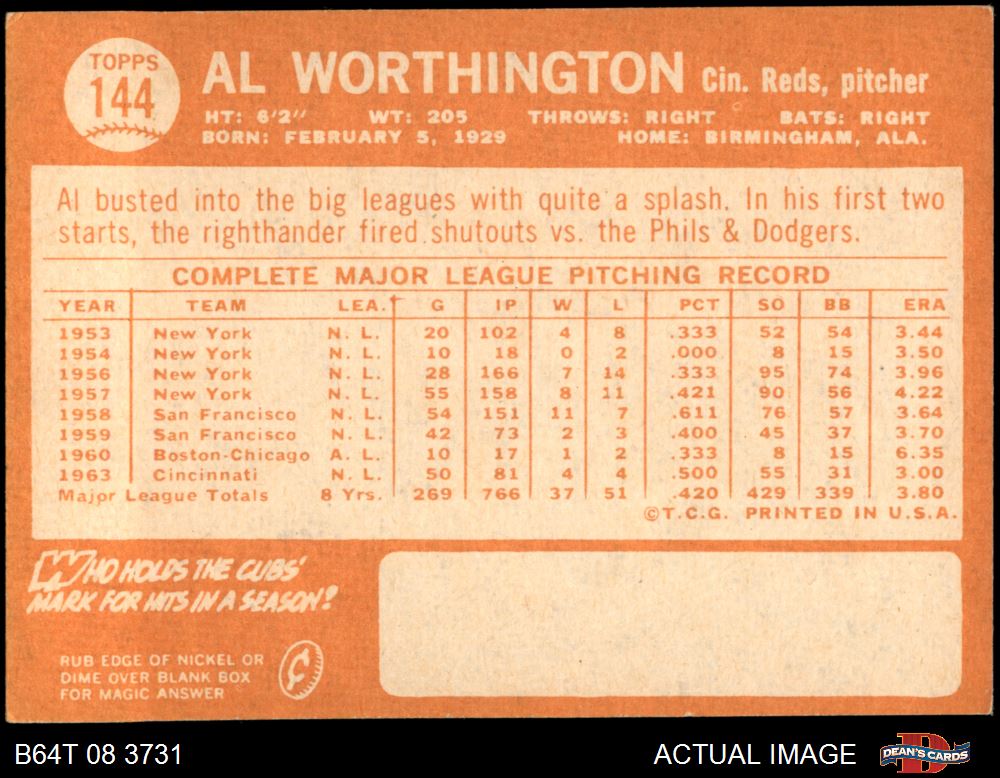 TOPPS
144
AL WORTHINGTON Cin. Reds, pitcher
HT: 6'2" WT: 205 THROWS: RIGHT BATS: RIGHT
BORN: FEBRUARY 5, 1929 HOME: BIRMINGHAM, ALA.
Al busted into the big leagues with quite a splash. In his first two
starts, the righthander fired shutouts vs. the Phils & Dodgers.
COMPLETE MAJOR LEAGUE PITCHING RECORD
YEAR TEAM LEA. G IP W L PCT SO BB ERA
1953 New York N. L. 20 102 4 8 .333 52 54 3.44
1954 New York N. L. 10 18 0 2 .000 8 15 3.50
1956 New York N. L. 28 166 7 14 .333 95 74 3.96
1957 New York N. L. 55 158 8 11 .421 90 56 4.22
1958 San Francisco N. L. 54 151 11 7 .611 76 57 3.64
1959 San Francisco N. L. 42 73 2 3 .400 45 37 3.70
1960 Boston-Chicago A. L. 10 17 1 2 .333 8 15 6.35
1963 Cincinnati N. L. 50 81 4 4 .500 55 31 3.00
Major League Totals 8 Yrs. 269 766 37 51 .420 429 339 3.80
©T.C.G. PRINTED IN U.S.A.
WHO HOLDS THE CUBS'
MARK FOR HITS IN A SEASON?
RUB EDGE OF NICKEL OR
DIME OVER BLANK BOX
FOR MAGIC ANSWER
B64T 08 3731 ACTUAL IMAGE DEAN'S CARDS